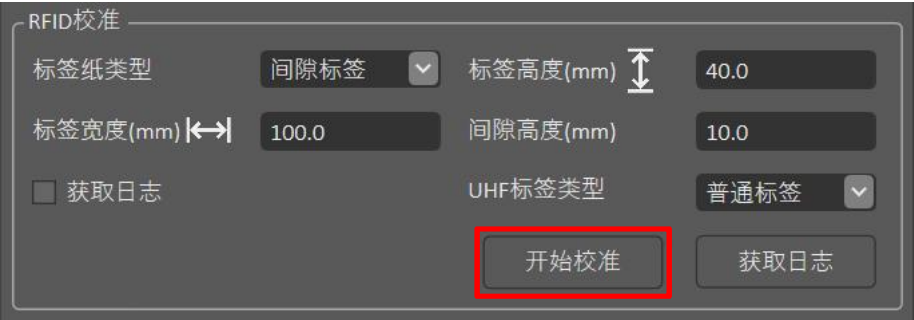 RFID校准
标签纸类型 间隙标签 标签高度(mm) 40.0
标签宽度(mm) 100.0 间隙高度(mm) 10.0
获取日志 UHF标签类型 普通标签
开始校准 获取日志